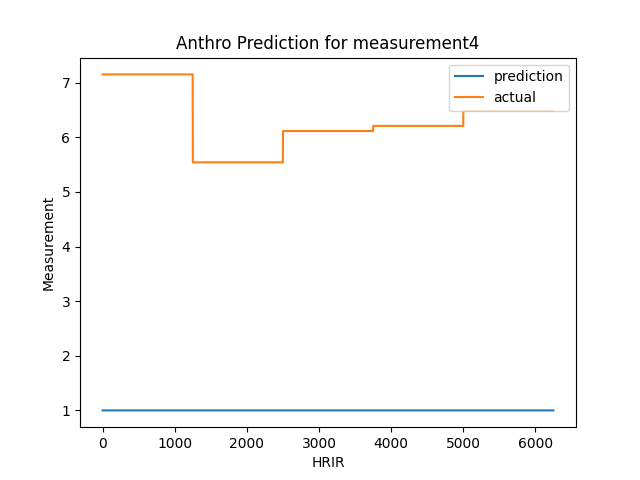 Anthro Prediction for measurement4
prediction
actual
7
6
5
4
3
2
1
Measurement
0
1000
2000
3000
4000
5000
6000
HRIR